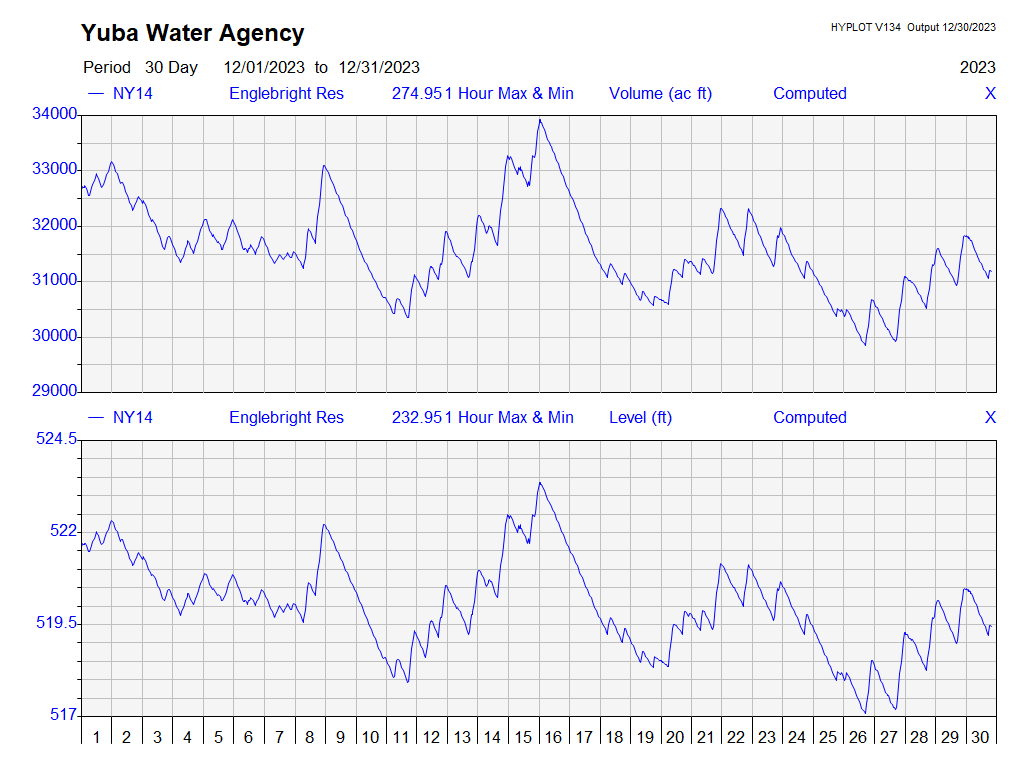 Yuba Water Agency
HYPLOT V134 Output 12/30/2023
Period 30 Day 12/01/2023 to 12/31/2023 2023
NY14 Englebright Res 274.951 Hour Max & Min Volume (ac ft) Computed X
34000
33000
32000
31000
30000
29000
NY14 Englebright Res 232.951 Hour Max & Min Level (ft) Computed X
524.5
522
519.5
517
1 2 3 4 5 6 7 8 9 10 11 12 13 14 15 16 17 18 19 20 21 22 23 24 25 26 27 28 29 30